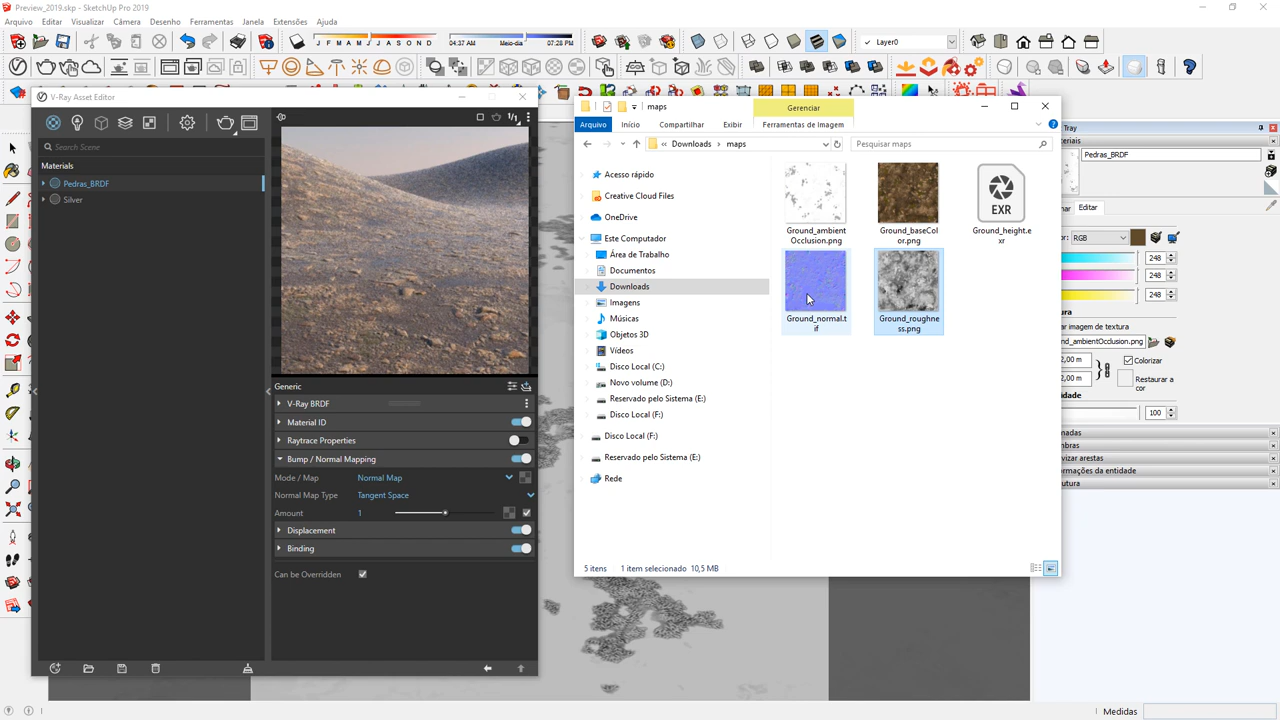 Preview_2019.skp - SketchUp Pro 2019
Arquivo Editar Visualizar Câmera Desenho Ferramentas Janela Extensões Ajuda
J F M A M J J A S O N D
04:37 AM Meio-dia 07:28 PM
Layer0
V-Ray Asset Editor
Search Scene
Materials
Pedras_BRDF
Silver
1/1
Generic
V-Ray BRDF
Material ID
Raytrace Properties
Bump / Normal Mapping
Mode / Map Normal Map
Normal Map Type Tangent Space
Amount 1
Displacement
Binding
Can be Overridden
maps
Gerenciar
Arquivo Início Compartilhar Exibir Ferramentas de Imagem
« Downloads › maps
Pesquisar maps
Acesso rápido
Creative Cloud Files
OneDrive
Este Computador
Área de Trabalho
Documentos
Downloads
Imagens
Músicas
Objetos 3D
Vídeos
Disco Local (C:)
Novo volume (D:)
Reservado pelo Sistema (E:)
Disco Local (F:)
Disco Local (F:)
Reservado pelo Sistema (E:)
Rede
Ground_ambient
Occlusion.png
Ground_baseCol
or.png
EXR
Ground_height.e
xr
Ground_normal.t
if
Ground_roughne
ss.png
5 itens 1 item selecionado 10,5 MB
Tray
Pedras_BRDF
Editar
RGB
248
248
248
ar imagem de textura
nd_ambientOcclusion.png
2,00 m
Colorizar
2,00 m
Restaurar a
cor
100
Medidas